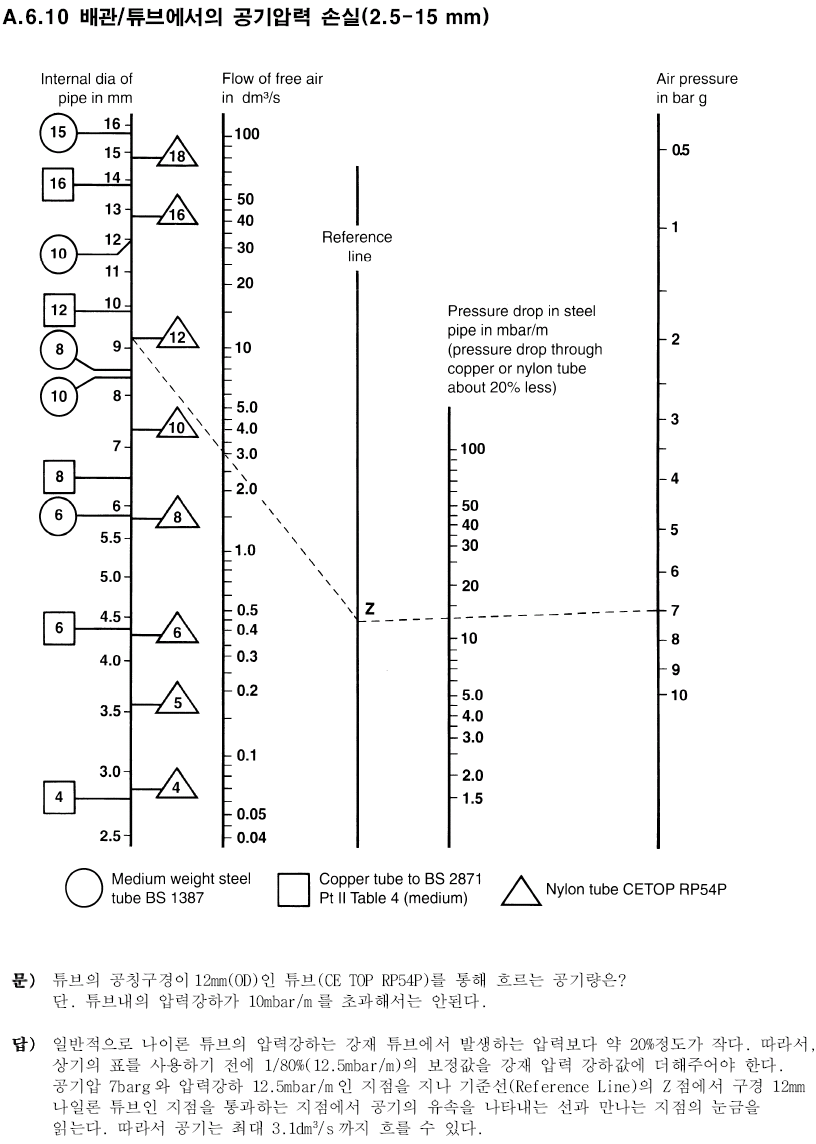 A.6.10 배관/튜브에서의 공기압력 손실(2.5-15 mm)
Internal dia of
pipe in mm
Flow of free air
in dm³/s
Air pressure
in bar g
16
15
14
13
12
11
10
9
8
7
6
5.5
5.0
4.5
4.0
3.5
3.0
2.5
15
16
10
12
8
10
8
6
6
4
18
16
12
10
8
6
5
4
100
50
40
30
20
10
5.0
4.0
3.0
2.0
1.0
0.5
0.4
0.3
0.2
0.1
0.05
0.04
Reference
line
Z
Pressure drop in steel
pipe in mbar/m
(pressure drop through
copper or nylon tube
about 20% less)
100
50
40
30
20
10
5.0
4.0
3.0
2.0
1.5
0.5
1
2
3
4
5
6
7
8
9
10
Medium weight steel
tube BS 1387
Copper tube to BS 2871
Pt II Table 4 (medium)
Nylon tube CETOP RP54P
문) 튜브의 공칭구경이 12mm(OD)인 튜브(CE TOP RP54P)를 통해 흐르는 공기량은?
단. 튜브내의 압력강하가 10mbar/m 를 초과해서는 안된다.
답) 일반적으로 나이론 튜브의 압력강하는 강재 튜브에서 발생하는 압력보다 약 20%정도가 작다. 따라서,
상기의 표를 사용하기 전에 1/80%(12.5mbar/m)의 보정값을 강재 압력 강하값에 더해주어야 한다.
공기압 7barg 와 압력강하 12.5mbar/m 인 지점을 지나 기준선(Reference Line)의 Z 점에서 구경 12mm
나일론 튜브인 지점을 통과하는 지점에서 공기의 유속을 나타내는 선과 만나는 지점의 눈금을
읽는다. 따라서 공기는 최대 3.1dm³/s 까지 흐를 수 있다.